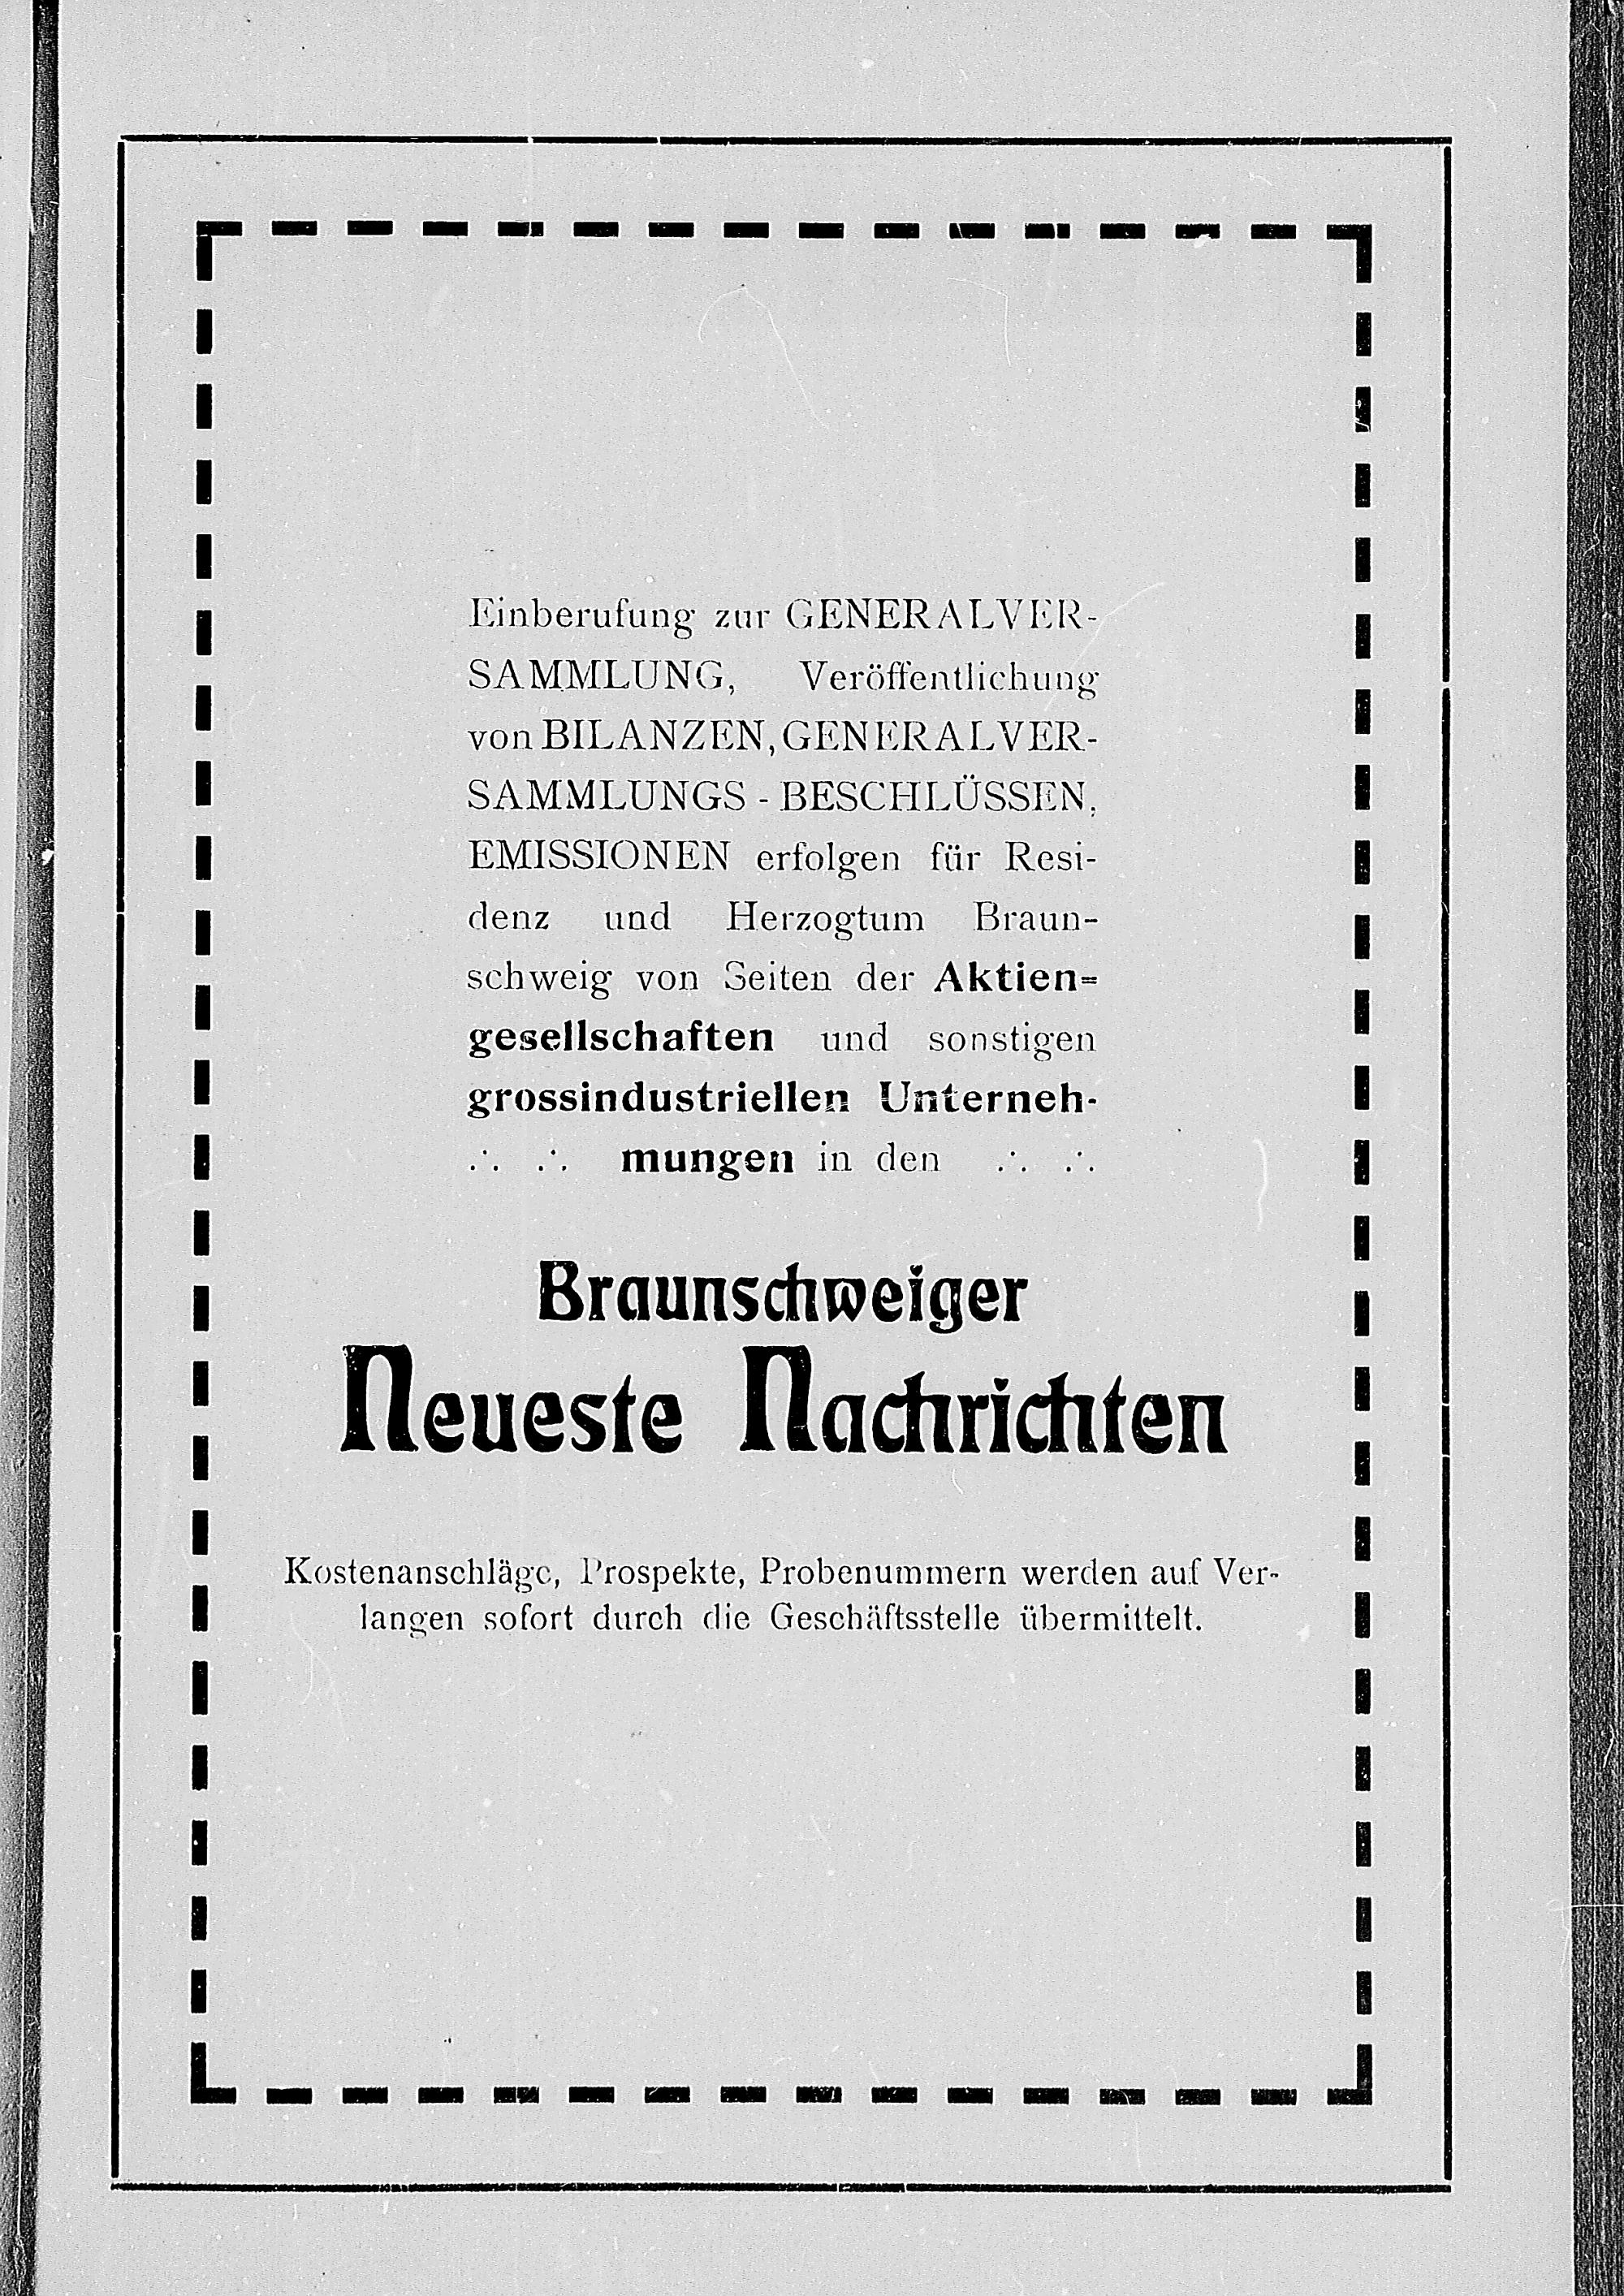 Einberufung zur GENERALVER-
SAMMLUNG, Veröffentlichung
von BILANZEN, GENERALVER-
SAMMLUNGS - BESCHLÜSSEN,
EMISSIONEN erfolgen für Resi-
denz und Herzogtum Braun-
schweig von Seiten der Aktien=
gesellschaften und sonstigen
grossindustriellen Unterneh-
∴ ∴ mungen in den ∴ ∴
Braunschweiger
Neueste Nachrichten
Kostenanschläge, Prospekte, Probenummern werden auf Ver-
langen sofort durch die Geschäftsstelle übermittelt.